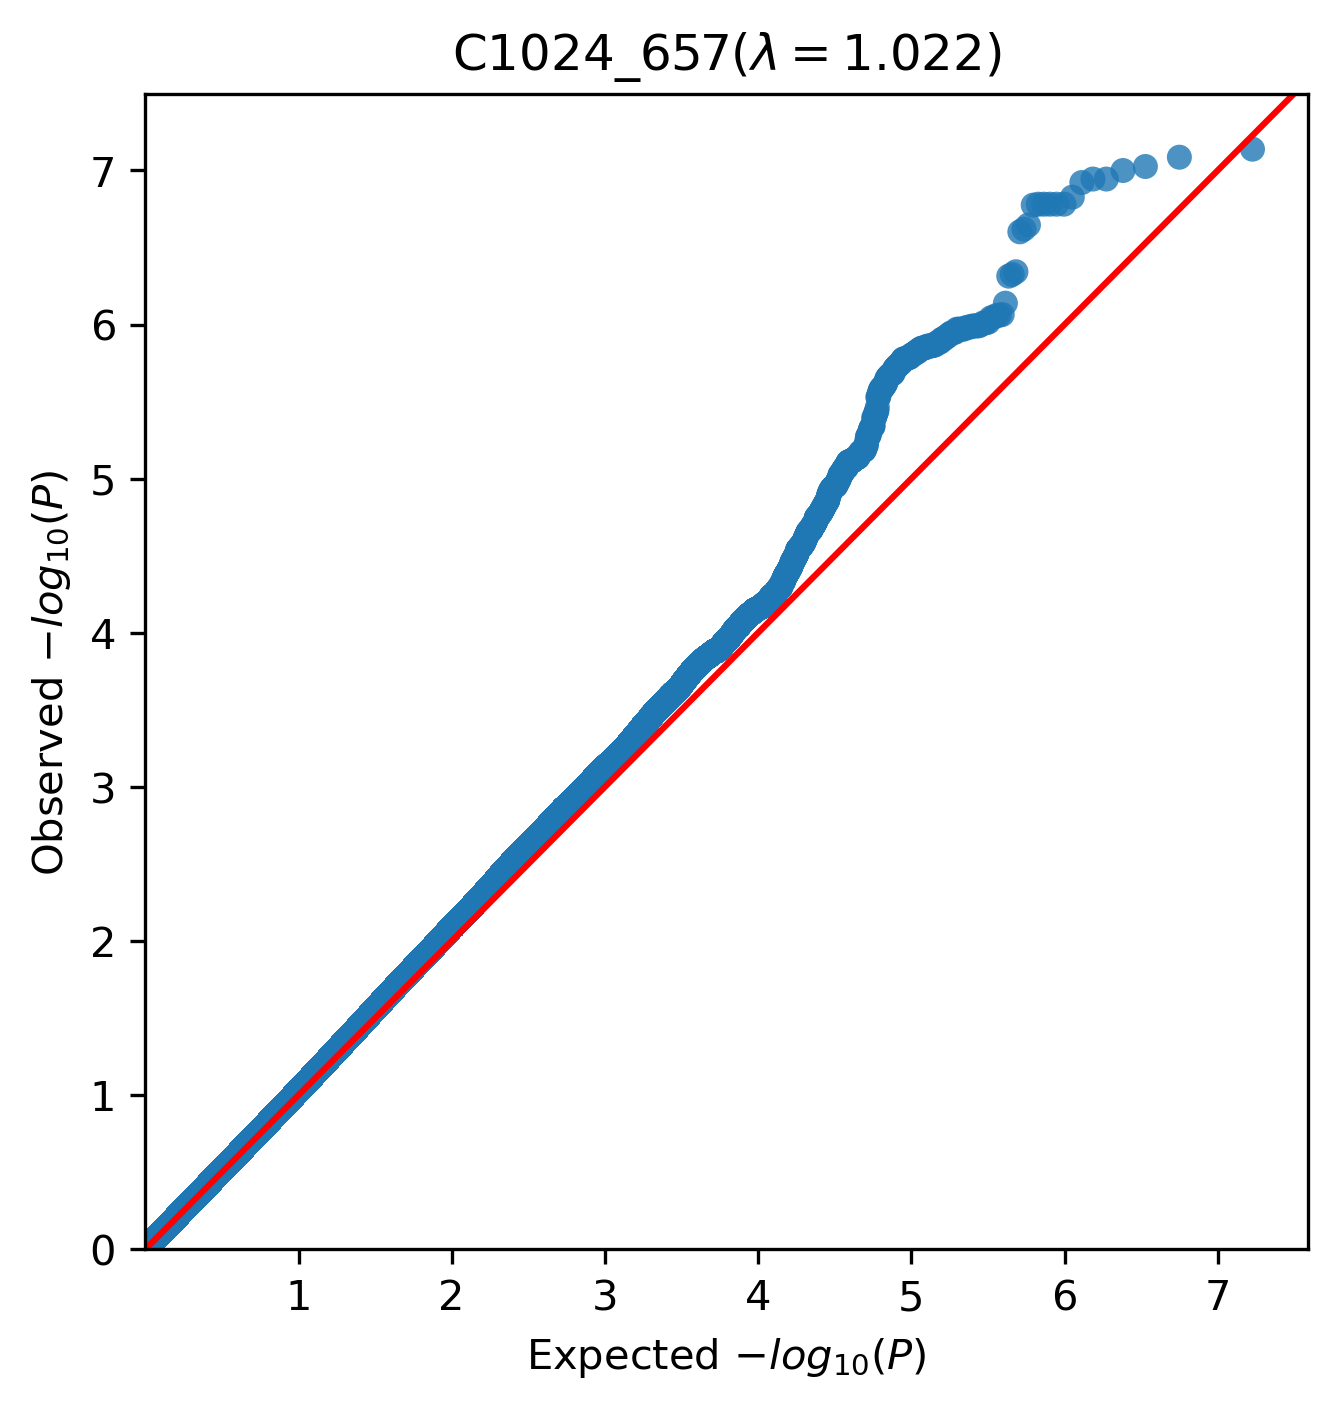 C1024_657(λ = 1.022)
7
6
5
4
3
2
1
0
Observed −log₁₀(P)
1 2 3 4 5 6 7
Expected −log₁₀(P)